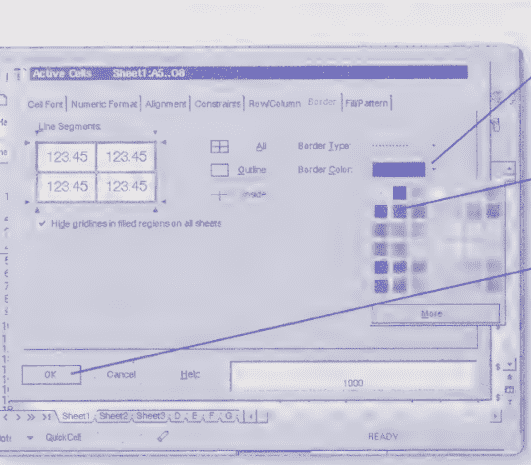 Active Cells Sheet1:A5..O8
Cell Font Numeric Format Alignment Constraints Row/Column Border Fill/Pattern
Line Segments
All
Border Type:
123.45 123.45
Outline
Border Color:
123.45 123.45
Inside
✓ Hide gridlines in filled regions on all sheets
More
OK
Cancel
Help
1000
Sheet1 Sheet2 Sheet3 D E F G
QuickCell
READY